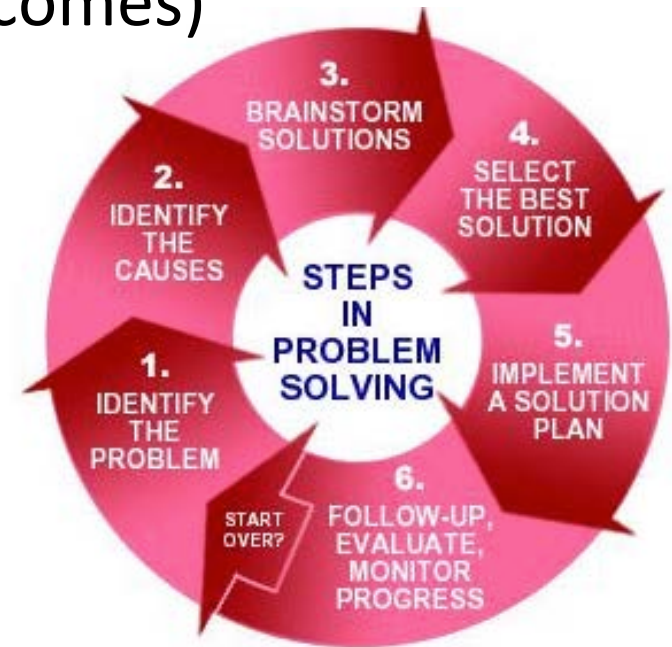 comes)
STEPS
IN
PROBLEM
SOLVING
1.
IDENTIFY
THE
PROBLEM
2.
IDENTIFY
THE
CAUSES
3.
BRAINSTORM
SOLUTIONS
4.
SELECT
THE BEST
SOLUTION
5.
IMPLEMENT
A SOLUTION
PLAN
6.
FOLLOW-UP,
EVALUATE,
MONITOR
PROGRESS
START
OVER?